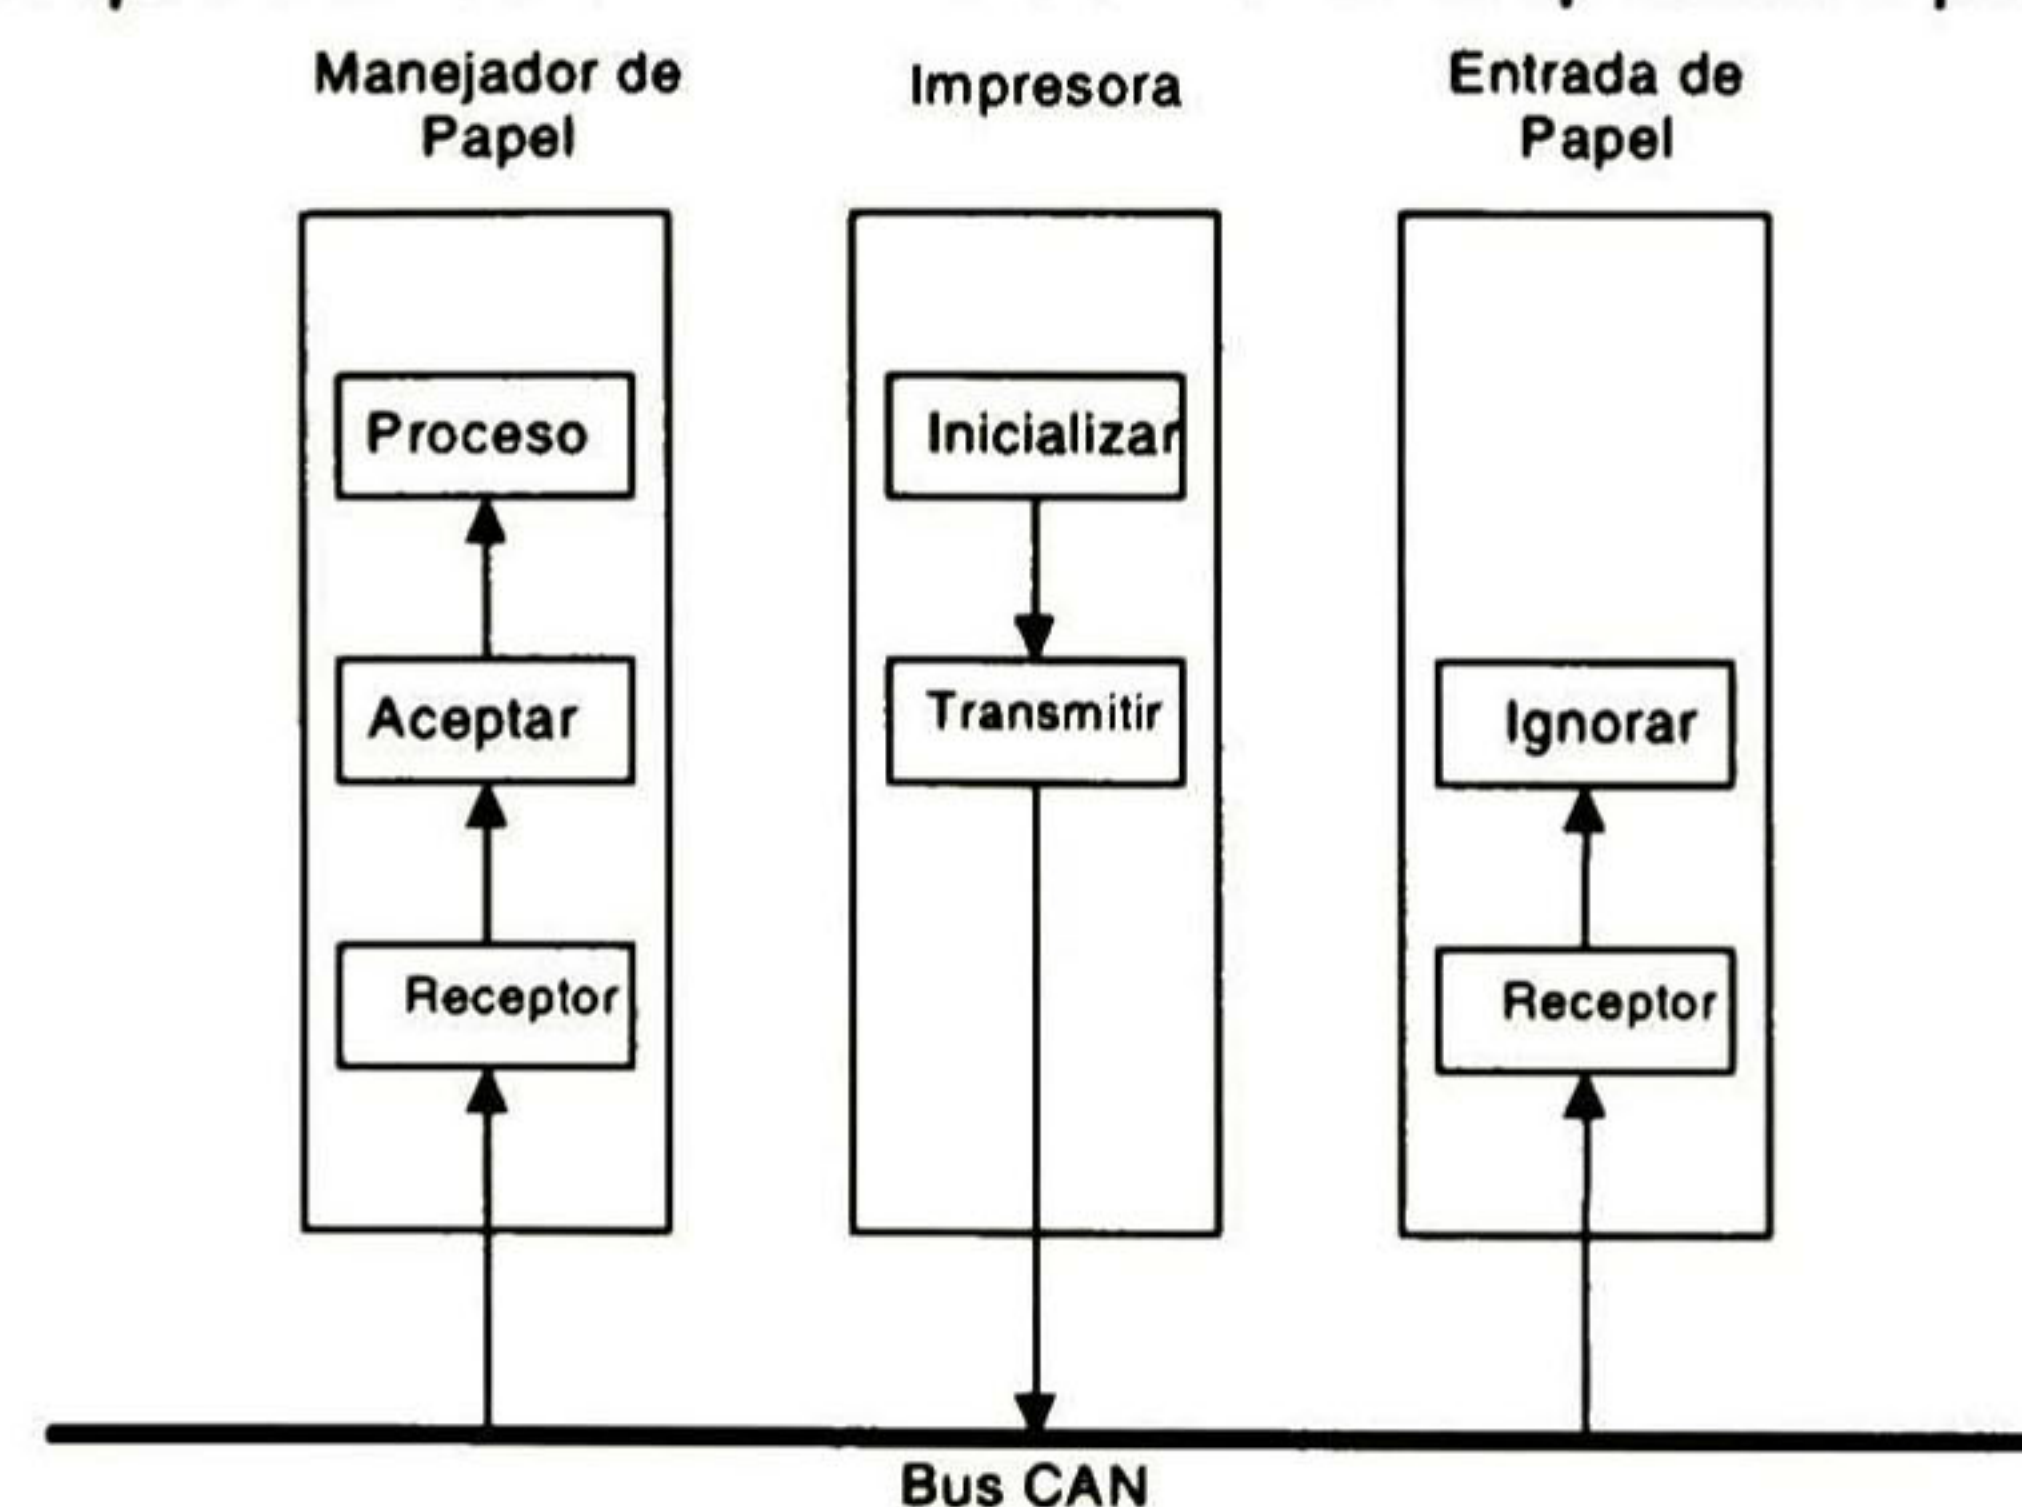 Manejador de
Papel
Impresora
Entrada de
Papel
Proceso
Inicializar
Aceptar
Transmitir
Ignorar
Receptor
Receptor
Bus CAN